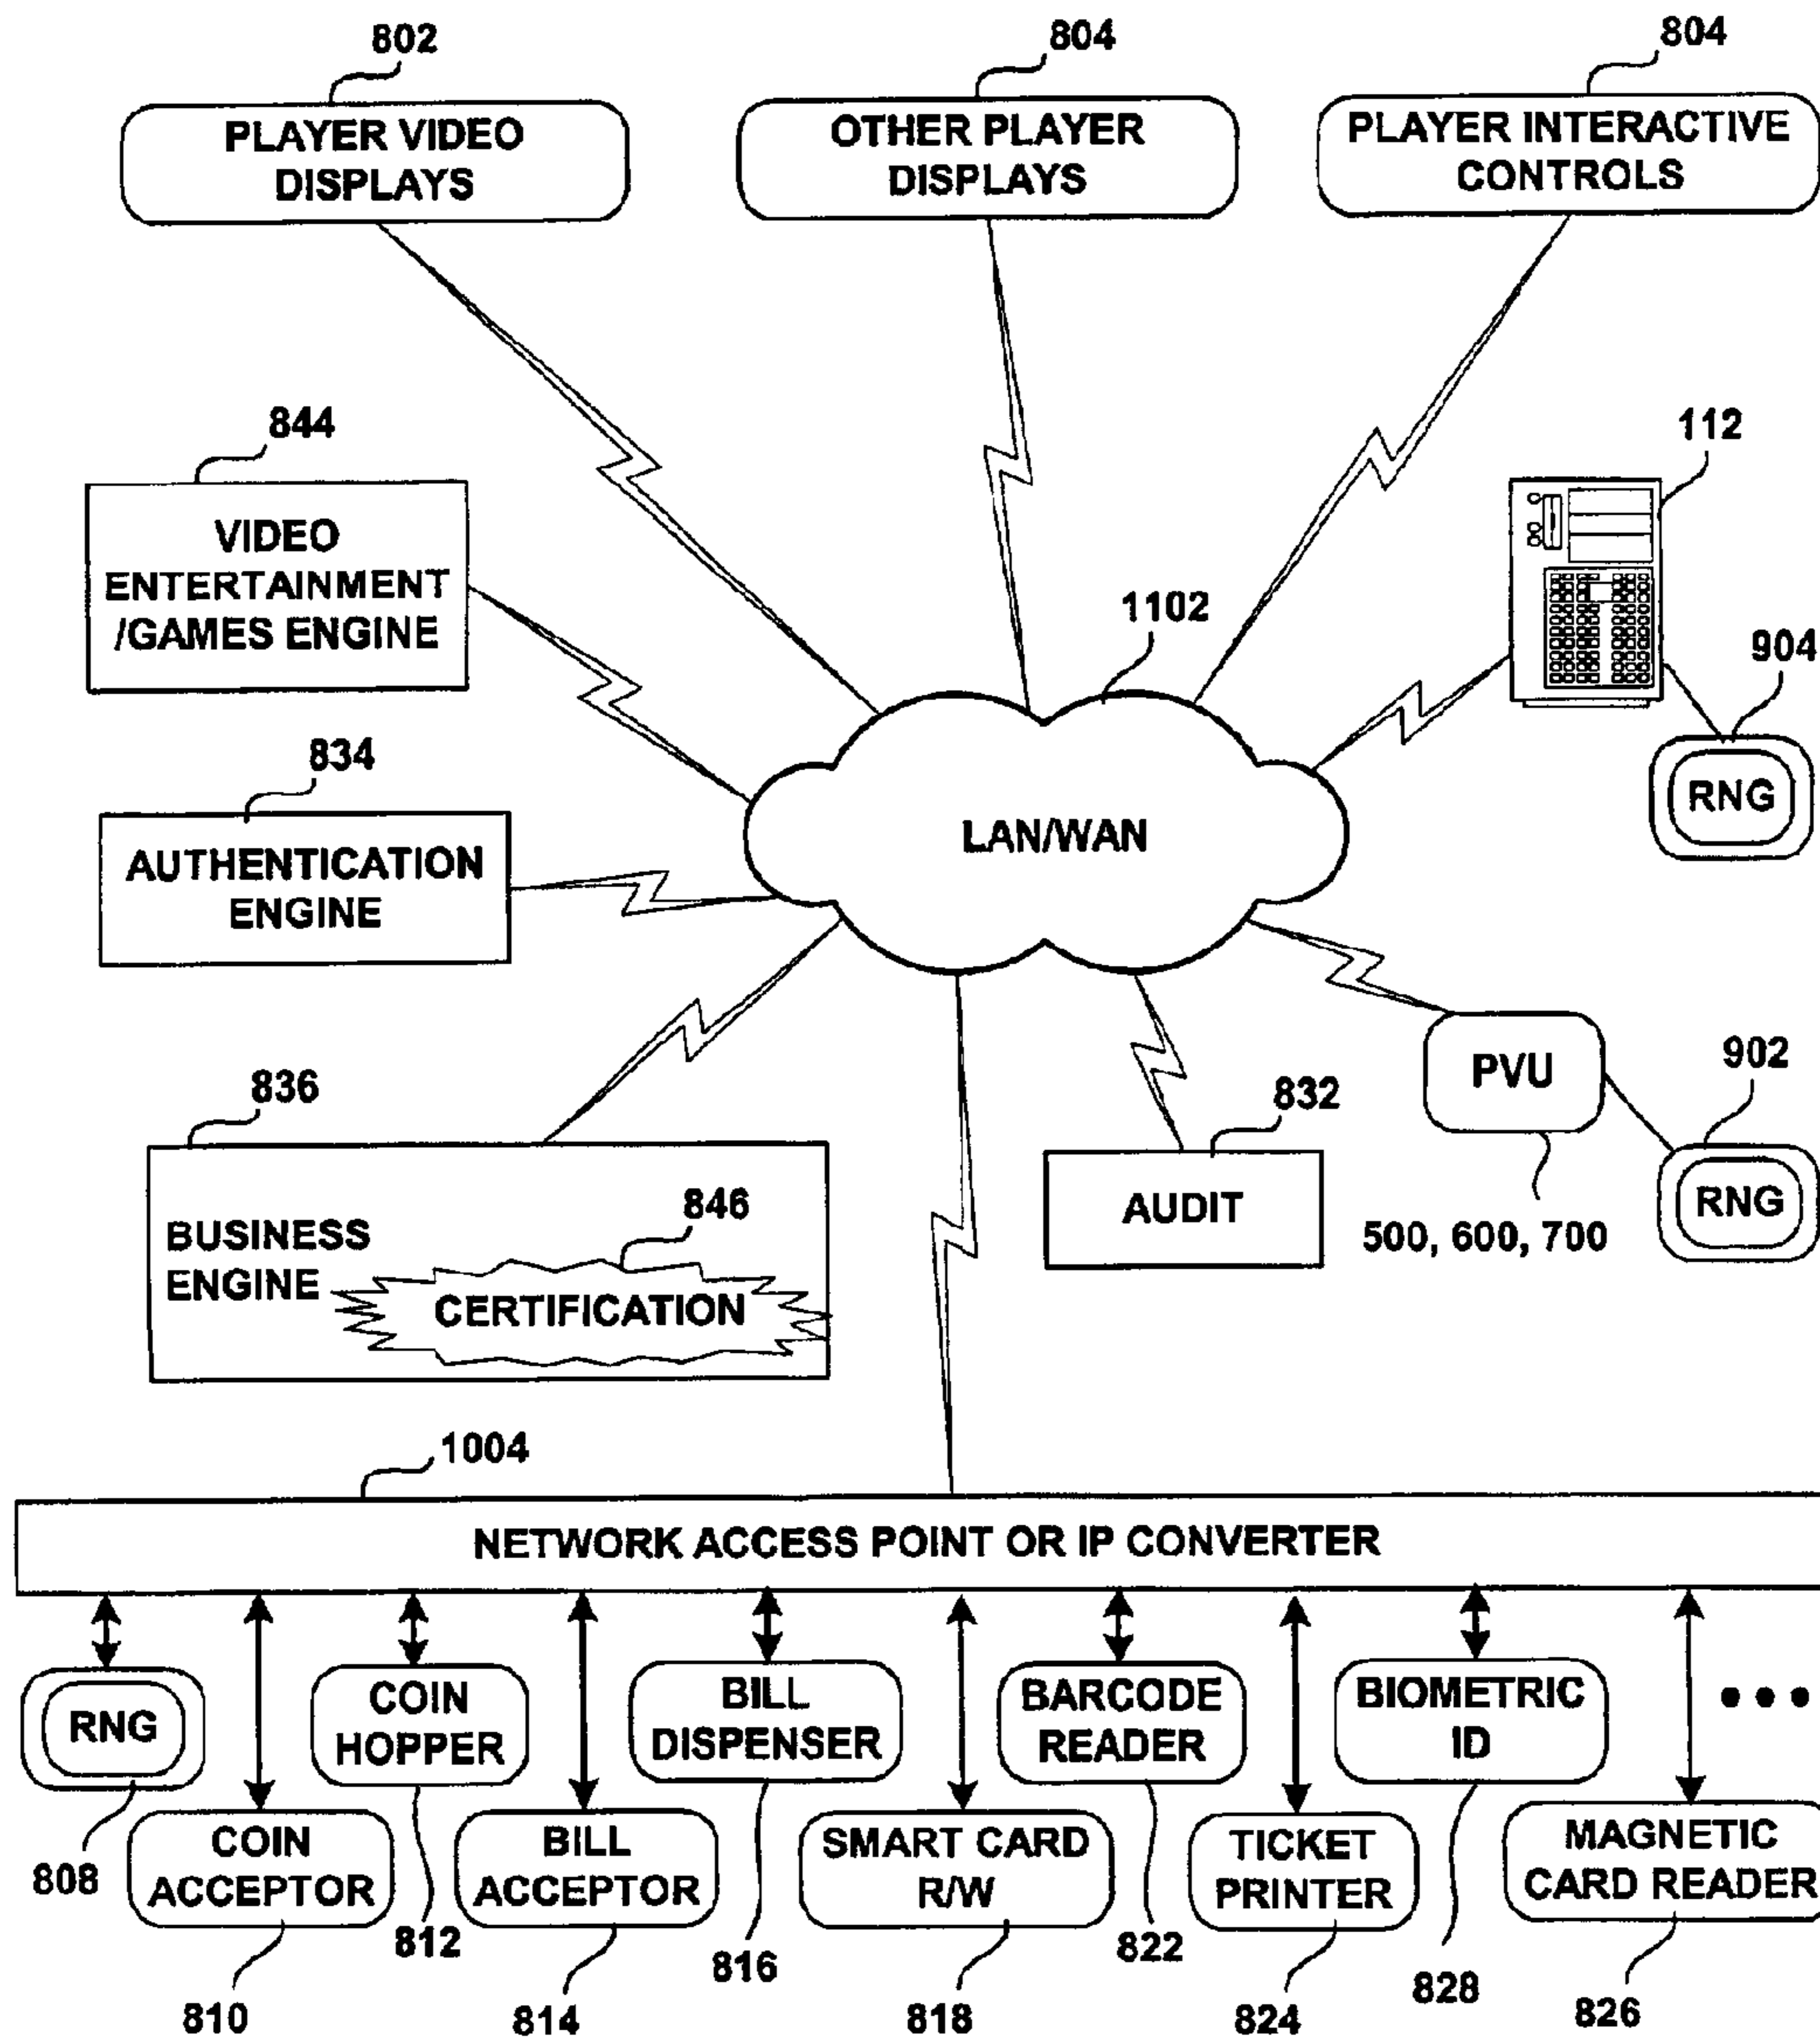 802
804
804
PLAYER VIDEO
DISPLAYS
OTHER PLAYER
DISPLAYS
PLAYER INTERACTIVE
CONTROLS
844
112
VIDEO
ENTERTAINMENT
/GAMES ENGINE
1102
904
RNG
834
LAN/WAN
AUTHENTICATION
ENGINE
836
832
PVU
902
RNG
500, 600, 700
BUSINESS
ENGINE
846
CERTIFICATION
AUDIT
1004
NETWORK ACCESS POINT OR IP CONVERTER
RNG
COIN
HOPPER
BILL
DISPENSER
BARCODE
READER
BIOMETRIC
ID
•••
808
COIN
ACCEPTOR
812
BILL
ACCEPTOR
816
SMART CARD
R/W
822
TICKET
PRINTER
828
MAGNETIC
CARD READER
810
814
818
824
826